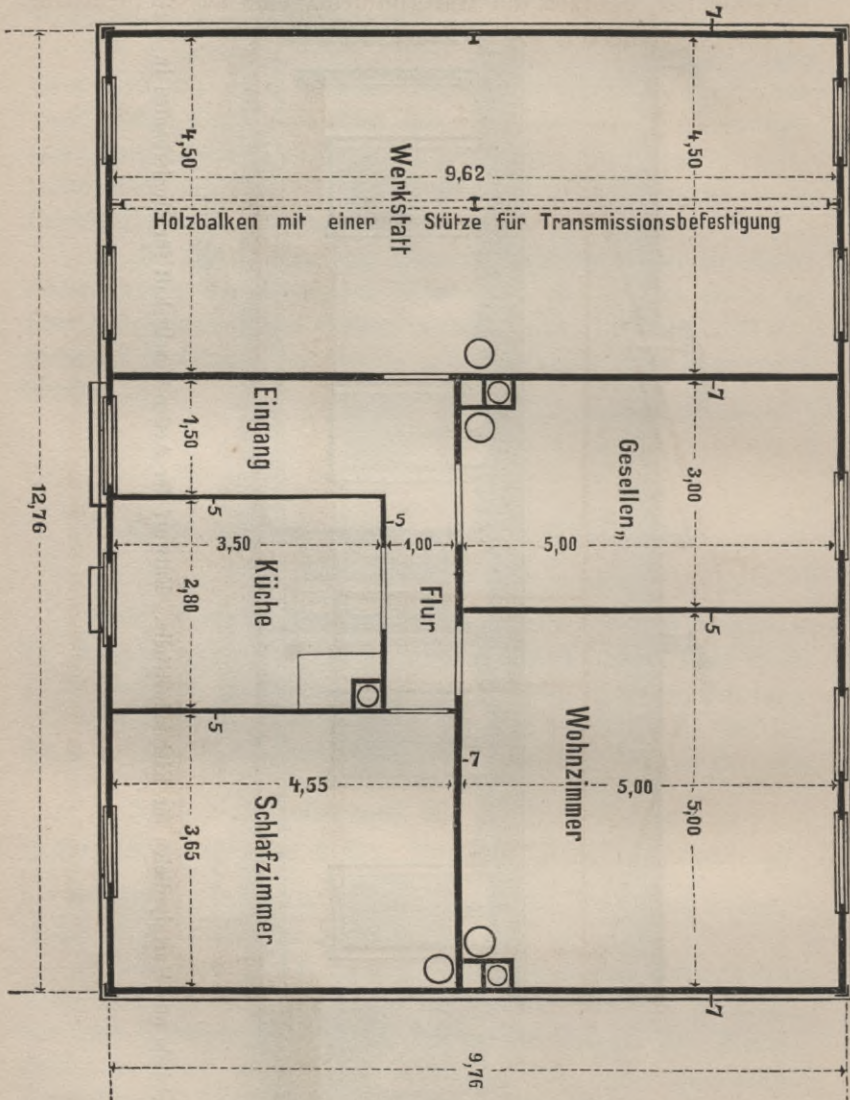 7
4,50
4,50
9,62
Werkstatt
Holzbalken mit einer Stütze für Transmissionsbefestigung
7
Eingang
1,50
Gesellen„
3,00
5
5
3,50
1,00
5,00
Küche
2,80
Flur
5
5
Wohnzimmer
7
4,55
5,00
5,00
Schlafzimmer
3,65
7
12,76
9,76